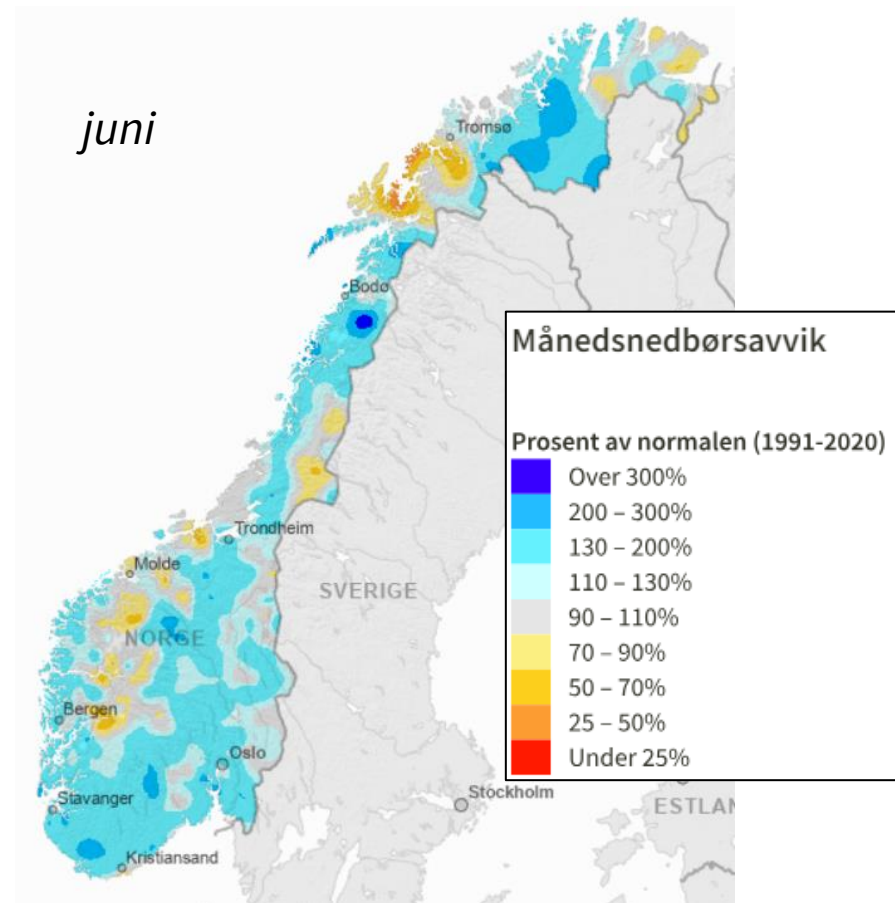 juni
Tromsø
Bodø
Månedsnedbørsavvik
Prosent av normalen (1991-2020)
Over 300%
200 – 300%
130 – 200%
110 – 130%
90 – 110%
70 – 90%
50 – 70%
25 – 50%
Under 25%
Trondheim
Molde
SVERIGE
NORGE
Bergen
Oslo
Stavanger
Stockholm
ESTLAN
Kristiansand